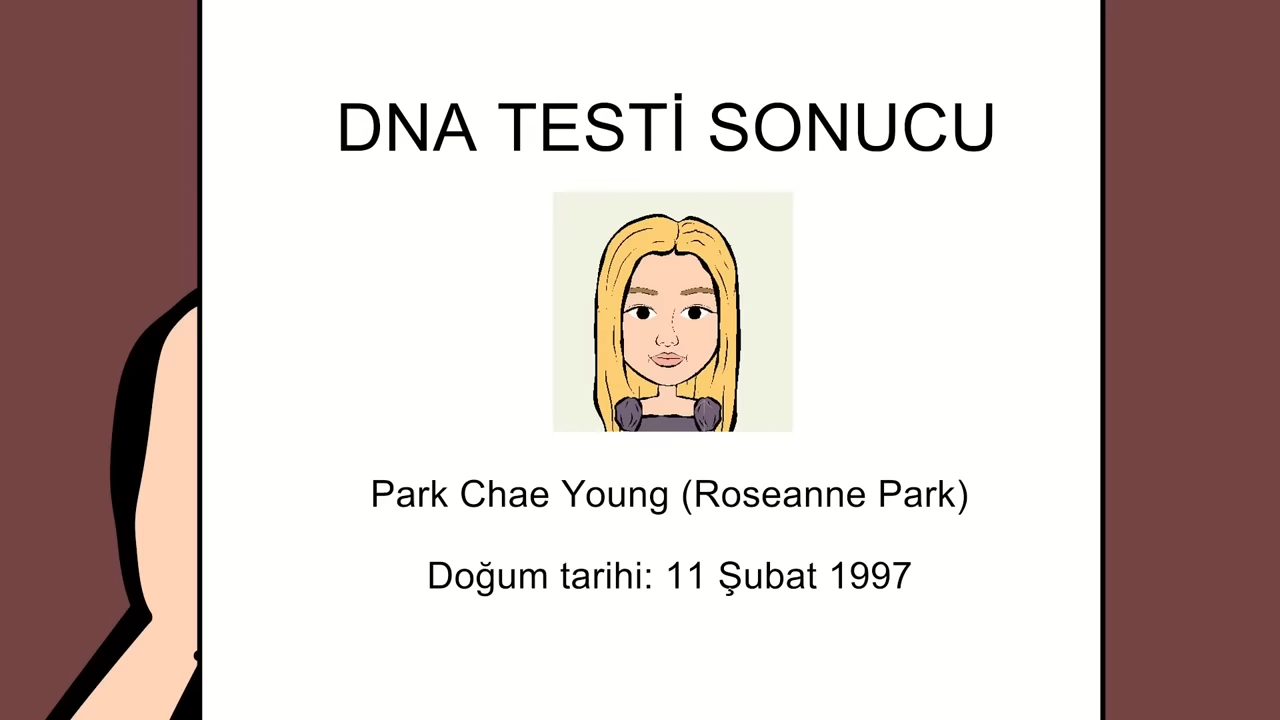 DNA TESTİ SONUCU
Park Chae Young (Roseanne Park)
Doğum tarihi: 11 Şubat 1997